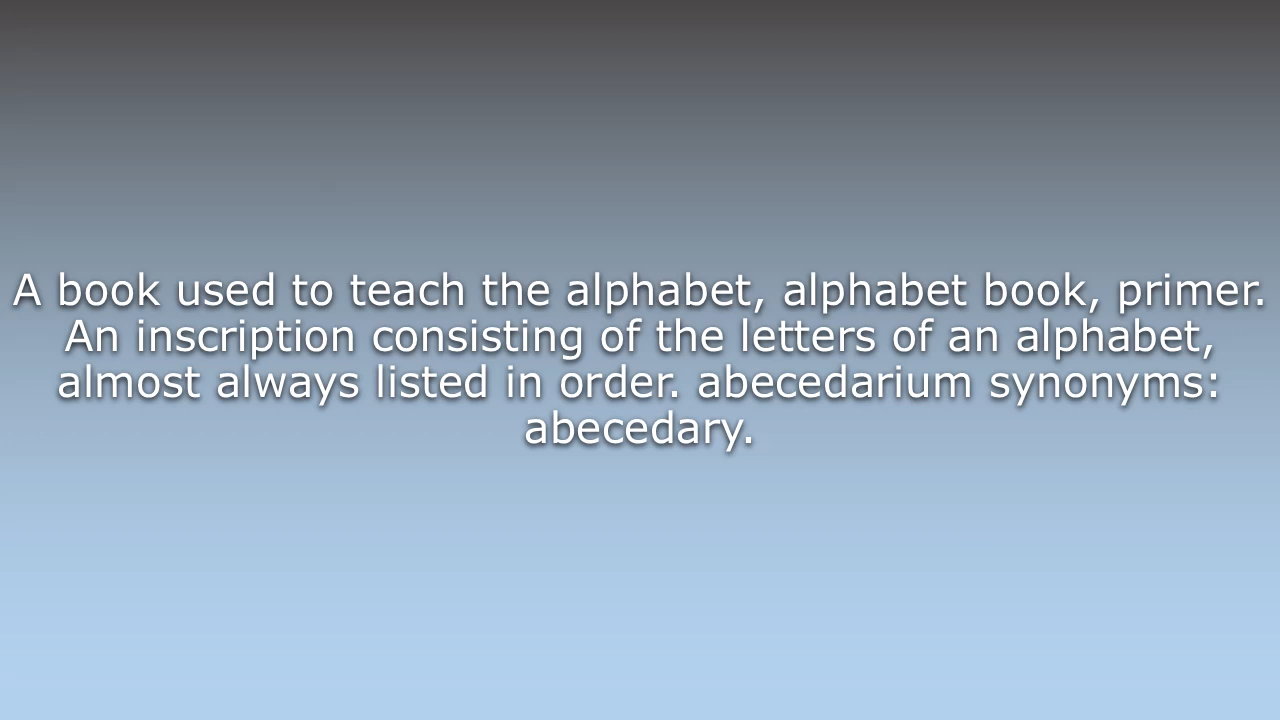 A book used to teach the alphabet, alphabet book, primer.
An inscription consisting of the letters of an alphabet,
almost always listed in order. abecedarium synonyms:
abecedary.